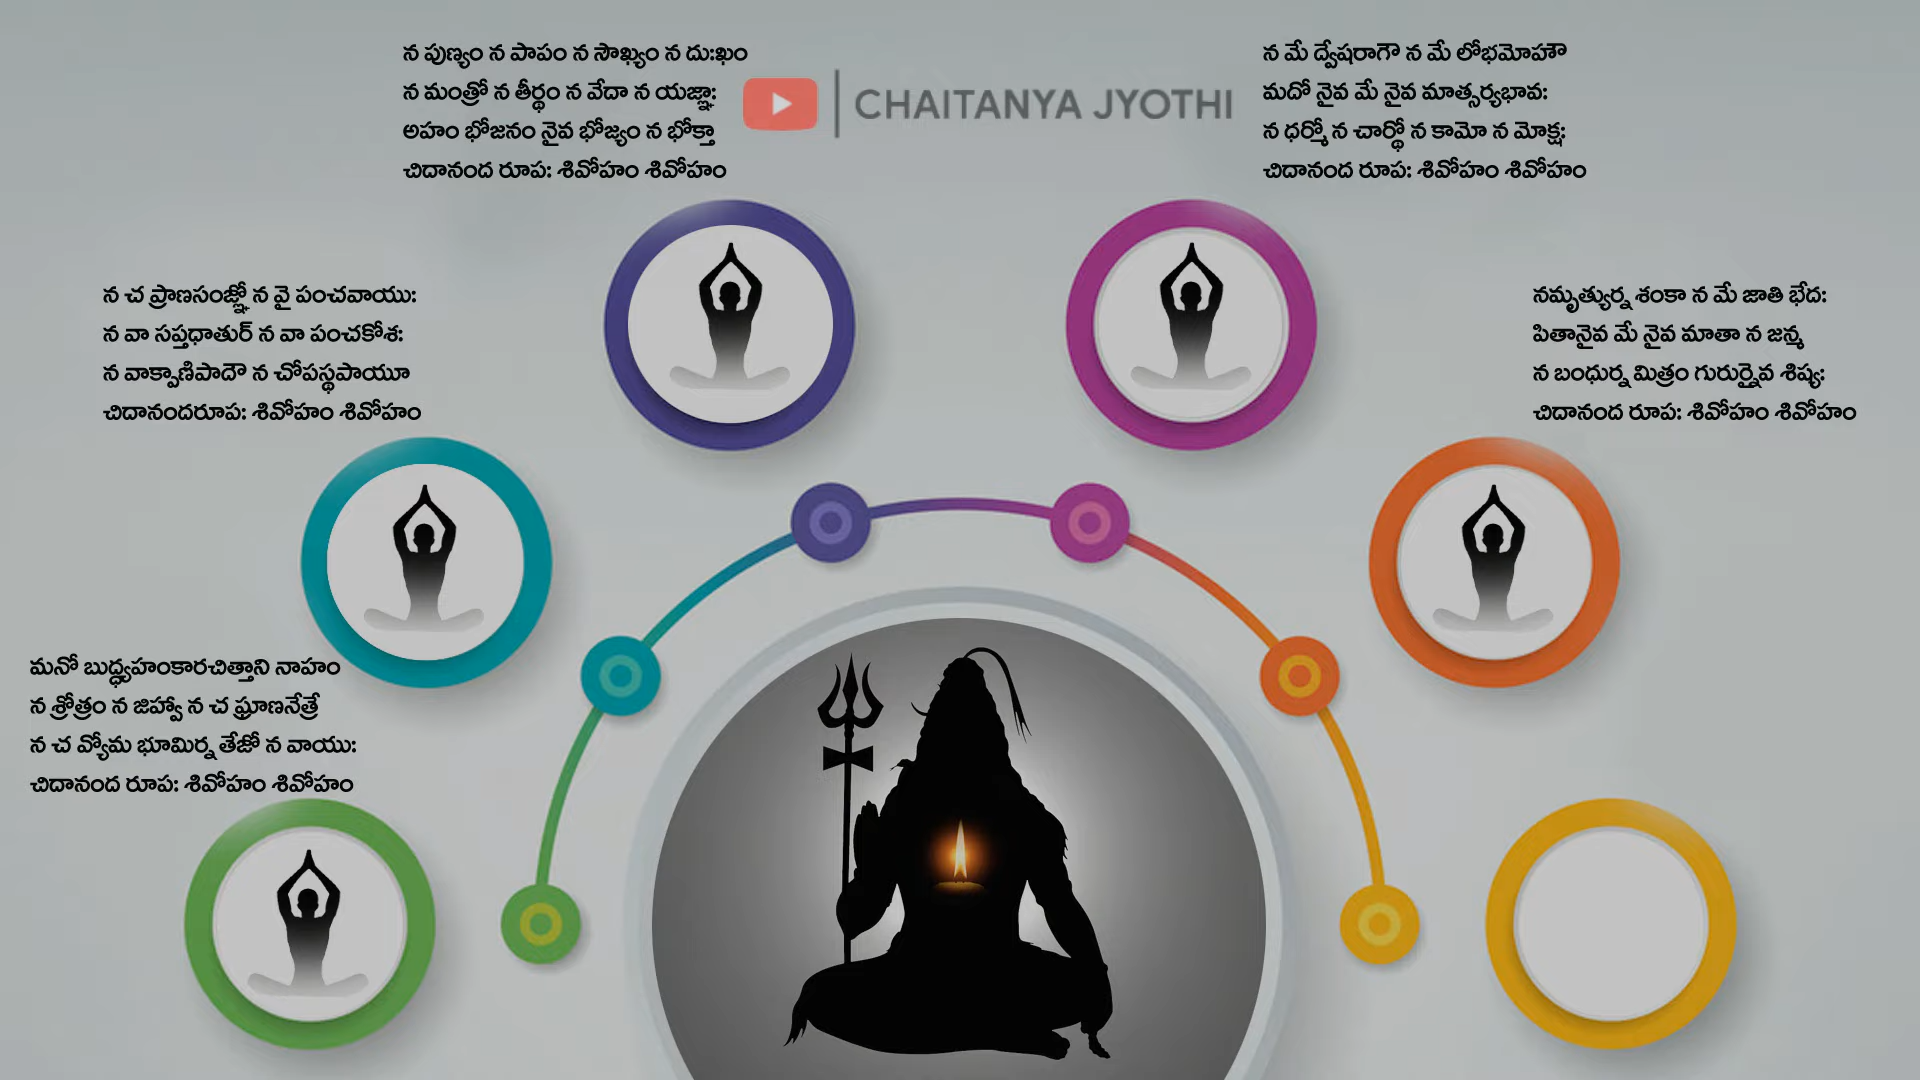 న పుణ్యం న పాపం న సౌఖ్యం న దు:ఖం
న మంత్రో న తీర్థం న వేదా న యజ్ఞా:
అహం భోజనం నైవ భోజ్యం న భోక్తా
చిదానంద రూప: శివోహం శివోహం
CHAITANYA JYOTHI
న మే ద్వేషరాగౌ న మే లోభమోహౌ
మదో నైవ మే నైవ మాత్సర్యభావ:
న ధర్మో న చార్థో న కామో న మోక్ష:
చిదానంద రూప: శివోహం శివోహం
న చ ప్రాణసంజ్ఞో న వై పంచవాయు:
న వా సప్తధాతుర్ న వా పంచకోశ:
న వాక్పాణిపాదౌ న చోపస్థపాయూ
చిదానందరూప: శివోహం శివోహం
నమృత్యుర్న శంకా న మే జాతి భేద:
పితానైవ మే నైవ మాతా న జన్మ
న బంధుర్న మిత్రం గురుర్నైవ శిష్య:
చిదానంద రూప: శివోహం శివోహం
మనో బుద్ధ్యహంకారచిత్తాని నాహం
న శ్రోత్రం న జిహ్వా న చ ఘ్రాణనేత్రే
న చ వ్యోమ భూమిర్న తేజో న వాయు:
చిదానంద రూప: శివోహం శివోహం